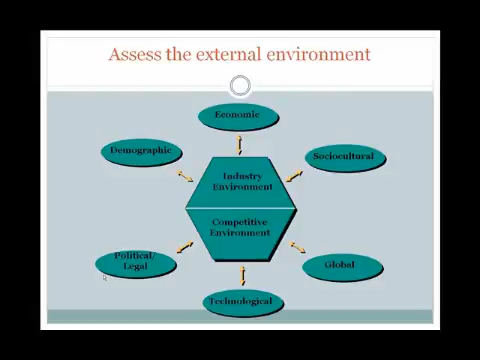 Assess the external environment
Economic
Demographic
Sociocultural
Industry
Environment
Competitive
Environment
Political/
Legal
Global
Technological